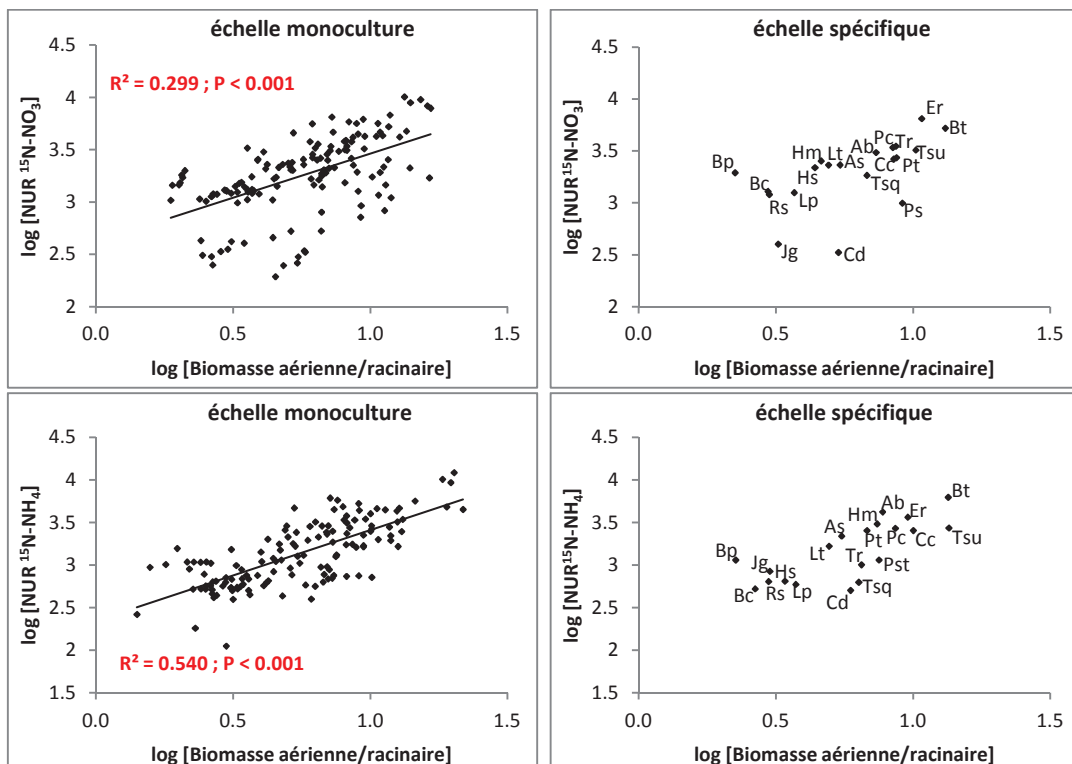 échelle monoculture
4.5
4
3.5
3
2.5
2
0.0
0.5
1.0
1.5
R² = 0.299 ; P < 0.001
log [NUR ¹⁵N-NO₃]
log [Biomasse aérienne/racinaire]
échelle spécifique
4.5
4
3.5
3
2.5
2
0.0
0.5
1.0
1.5
log [NUR¹⁵N-NO₃]
log [Biomasse aérienne/racinaire]
Er
Bt
Pc
Tr
Ab
Tsu
Hm
Lt
As
Cc
Pt
Bp
Hs
Tsq
Bc
Rs
Lp
Ps
Jg
Cd
échelle monoculture
4.5
4
3.5
3
2.5
2
1.5
0.0
0.5
1.0
1.5
R² = 0.540 ; P < 0.001
log [NUR ¹⁵N-NH₄]
log [Biomasse aérienne/racinaire]
échelle spécifique
4.5
4
3.5
3
2.5
2
1.5
0.0
0.5
1.0
1.5
log [NUR¹⁵N-NH₄]
log [Biomasse aérienne/racinaire]
Bt
Ab
Er
Hm
As
Pt
Pc
Cc
Tsu
Lt
Bp
Tr
Pst
Jg
Hs
Bc
Rs
Lp
Tsq
Cd